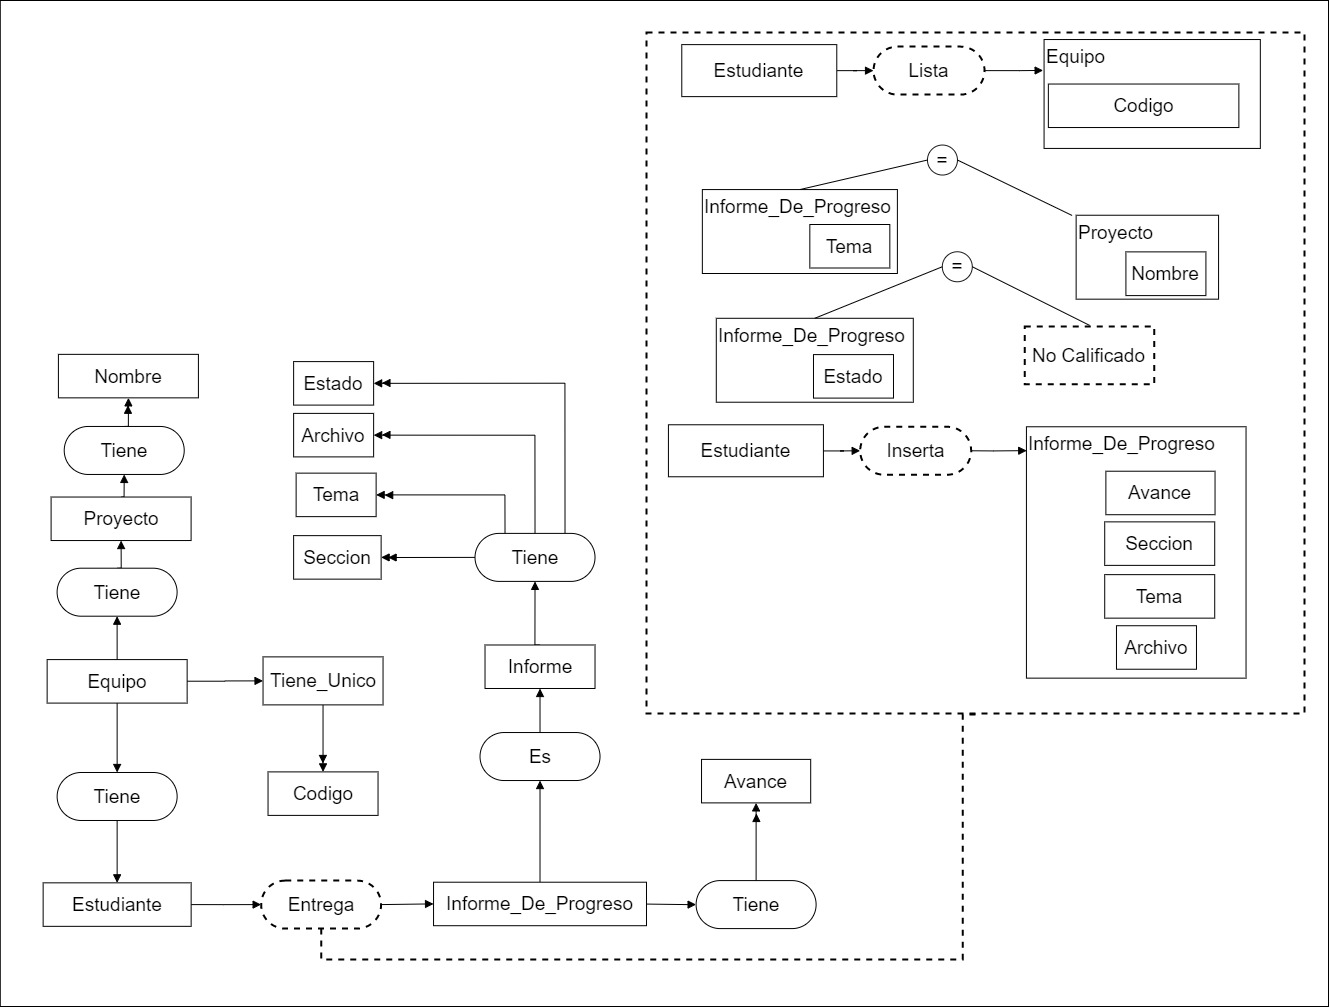 Estudiante
Lista
Equipo
Codigo
=
Informe_De_Progreso
Tema
Proyecto
Nombre
=
Informe_De_Progreso
Estado
No Calificado
Estudiante
Inserta
Informe_De_Progreso
Avance
Seccion
Tema
Archivo
Nombre
Tiene
Proyecto
Tiene
Equipo
Tiene_Unico
Codigo
Tiene
Estudiante
Entrega
Informe_De_Progreso
Tiene
Avance
Es
Informe
Tiene
Estado
Archivo
Tema
Seccion